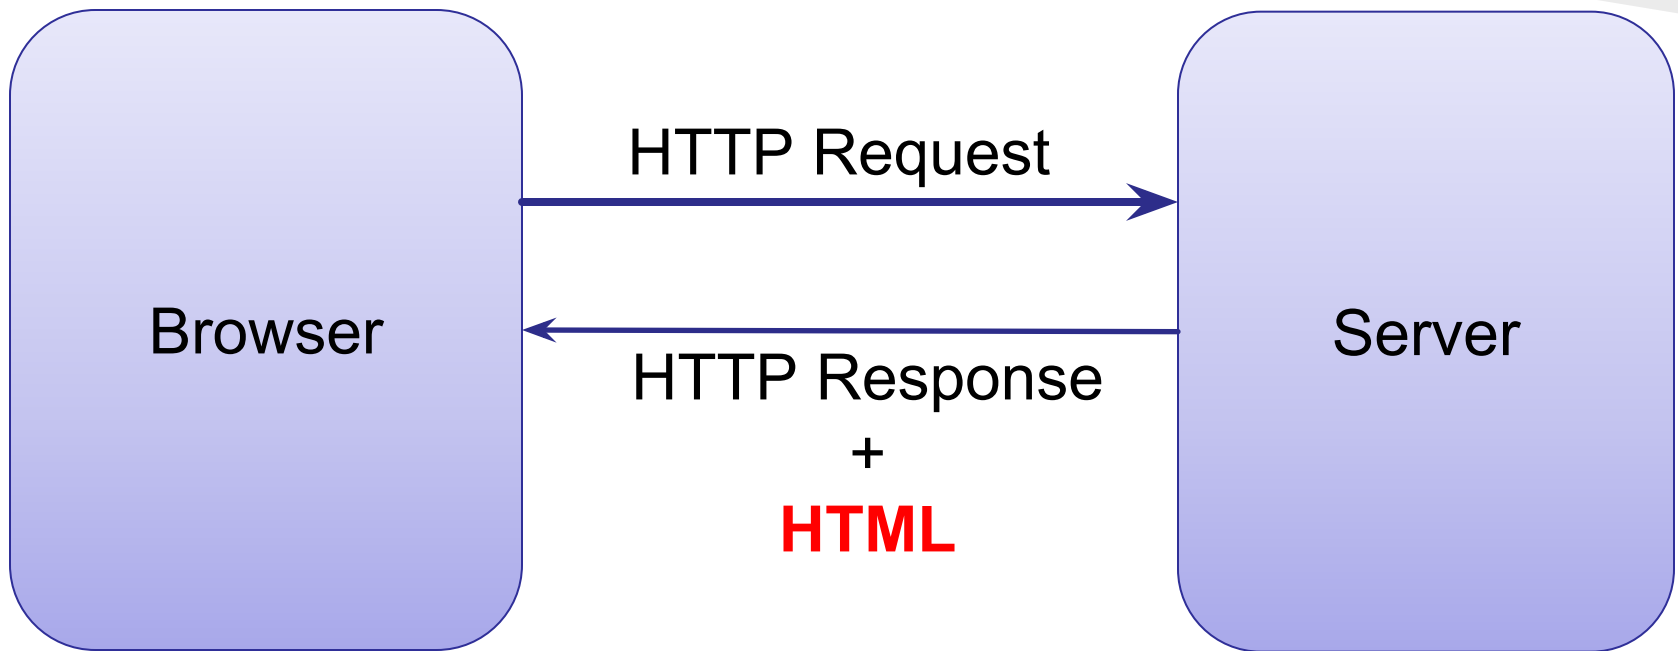 HTTP Request
Browser
Server
HTTP Response
+
HTML